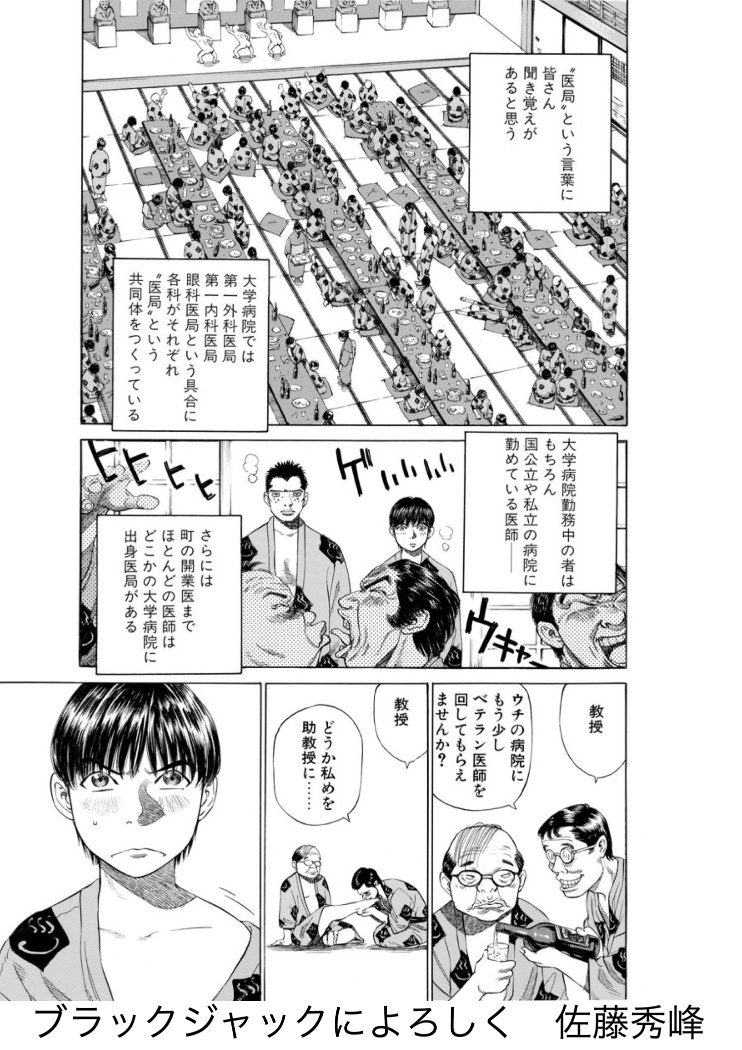 〝医局〟という言葉に
皆さん
聞き覚えが
あると思う
大学病院では
第一外科医局
第一内科医局
眼科医局という具合に
各科がそれぞれ
〝医局〟という
共同体をつくっている
大学病院勤務中の者は
もちろん
国公立や私立の病院に
勤めている医師──
ゲハハハハハ
ウキャー
ヒヒヒ
さらには
町の開業医まで
ほとんどの医師は
どこかの大学病院に
出身医局がある
教授
ウチの病院に
もう少し
ベテラン医師を
回してもらえ
ませんか?
教授
どうか私めを
助教授に……
ブラックジャックによろしく 佐藤秀峰